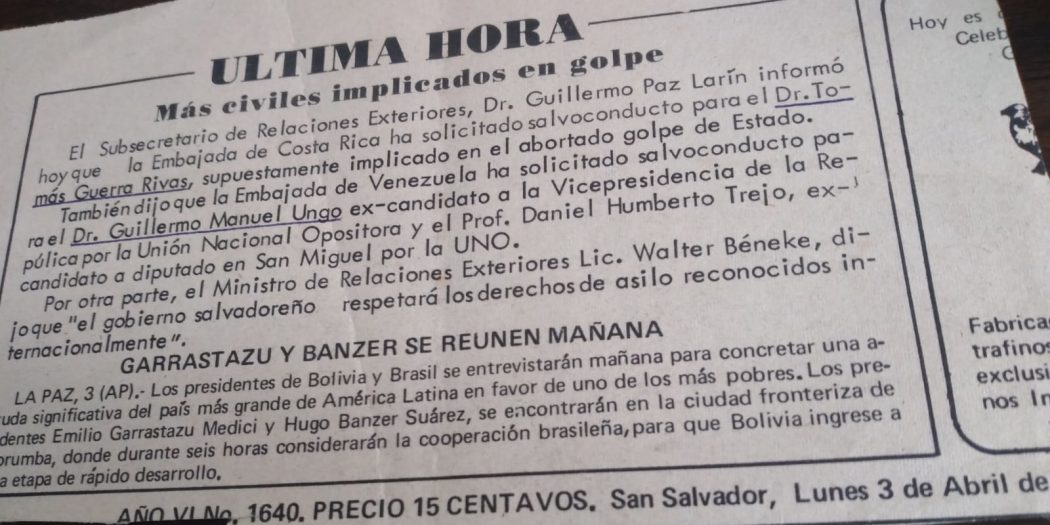 ULTIMA HORA
Más civiles implicados en golpe
El Subsecretario de Relaciones Exteriores, Dr. Guillermo Paz Larín informó
hoy que la Embajada de Costa Rica ha solicitado salvoconducto para el Dr. To-
más Guerra Rivas, supuestamente implicado en el abortado golpe de Estado.
También dijo que la Embajada de Venezuela ha solicitado salvoconducto pa-
ra el Dr. Guillermo Manuel Ungo ex-candidato a la Vicepresidencia de la Re-
pública por la Unión Nacional Opositora y el Prof. Daniel Humberto Trejo, ex-
candidato a diputado en San Miguel por la UNO.
Por otra parte, el Ministro de Relaciones Exteriores Lic. Walter Béneke, di-
jo que "el gobierno salvadoreño respetará los derechos de asilo reconocidos in-
ternacionalmente".
GARRASTAZU Y BANZER SE REUNEN MAÑANA
LA PAZ, 3 (AP).- Los presidentes de Bolivia y Brasil se entrevistarán mañana para concretar una a-
uda significativa del país más grande de América Latina en favor de uno de los más pobres. Los pre-
dentes Emilio Garrastazu Medici y Hugo Banzer Suárez, se encontrarán en la ciudad fronteriza de
orumba, donde durante seis horas considerarán la cooperación brasileña, para que Bolivia ingrese a
a etapa de rápido desarrollo.
AÑO VI No. 1640. PRECIO 15 CENTAVOS. San Salvador, Lunes 3 de Abril de
Hoy es
Celeb
Fabrica
trafinos
exclusi
nos In